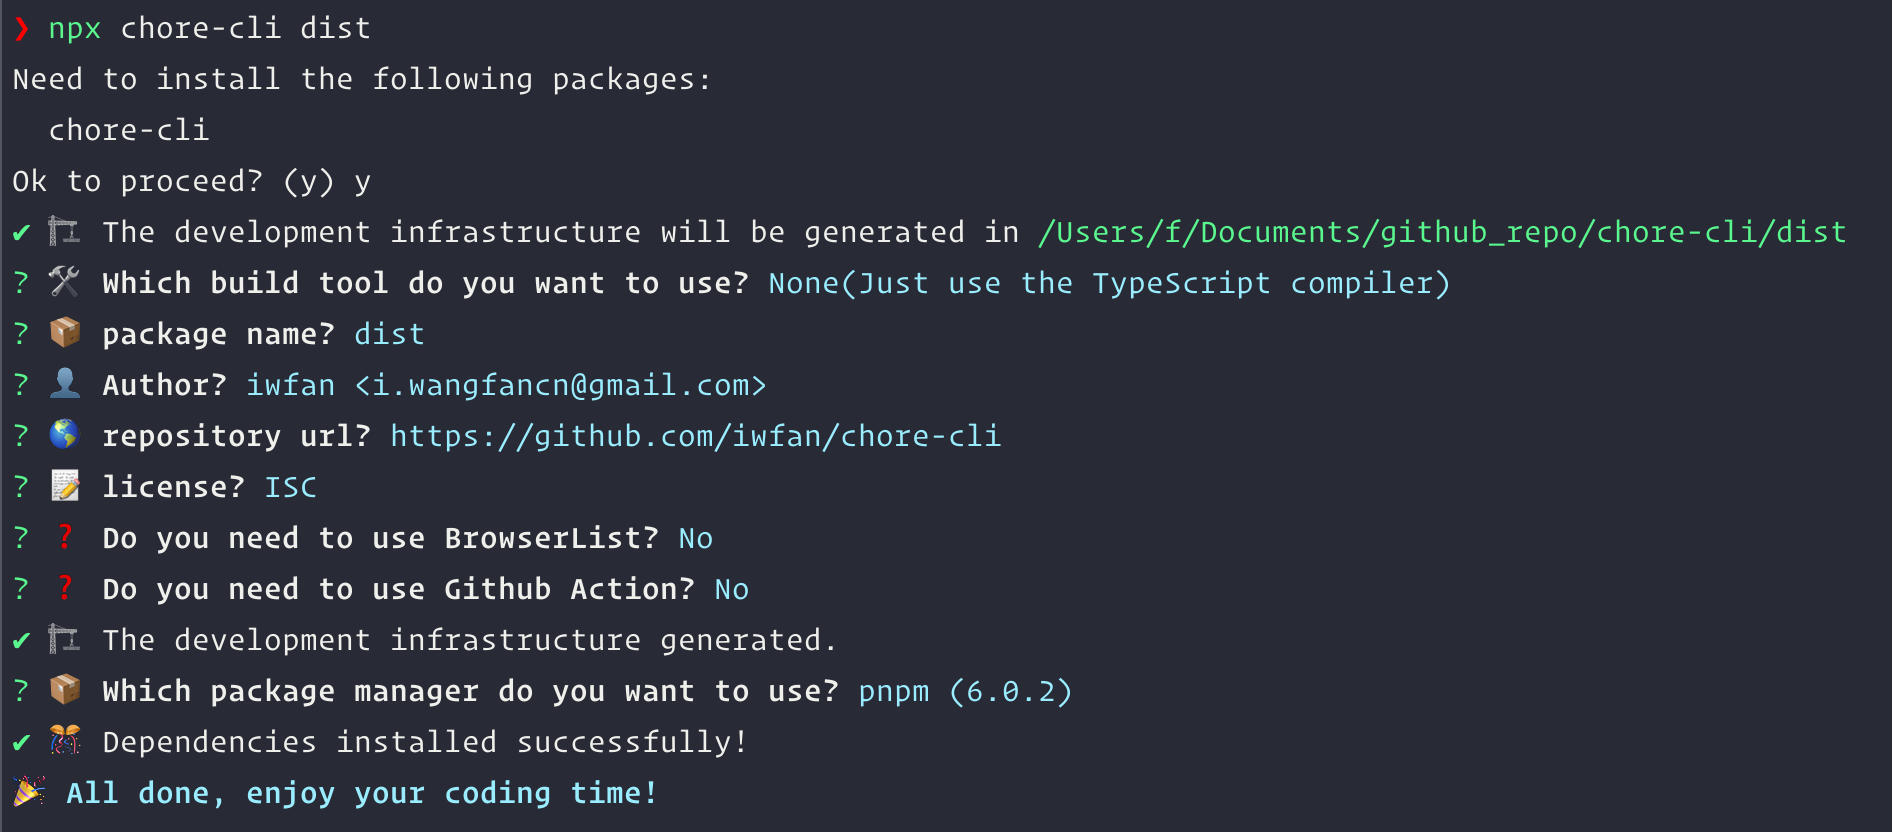 ❯ npx chore-cli dist
Need to install the following packages:
  chore-cli
Ok to proceed? (y) y
✔ 🏗 The development infrastructure will be generated in /Users/f/Documents/github_repo/chore-cli/dist
? 🛠 Which build tool do you want to use? None(Just use the TypeScript compiler)
? 📦 package name? dist
? 👤 Author? iwfan <i.wangfancn@gmail.com>
? 🌎 repository url? https://github.com/iwfan/chore-cli
? 📝 license? ISC
? ❓ Do you need to use BrowserList? No
? ❓ Do you need to use Github Action? No
✔ 🏗 The development infrastructure generated.
? 📦 Which package manager do you want to use? pnpm (6.0.2)
✔ 🎊 Dependencies installed successfully!
🎉 All done, enjoy your coding time!